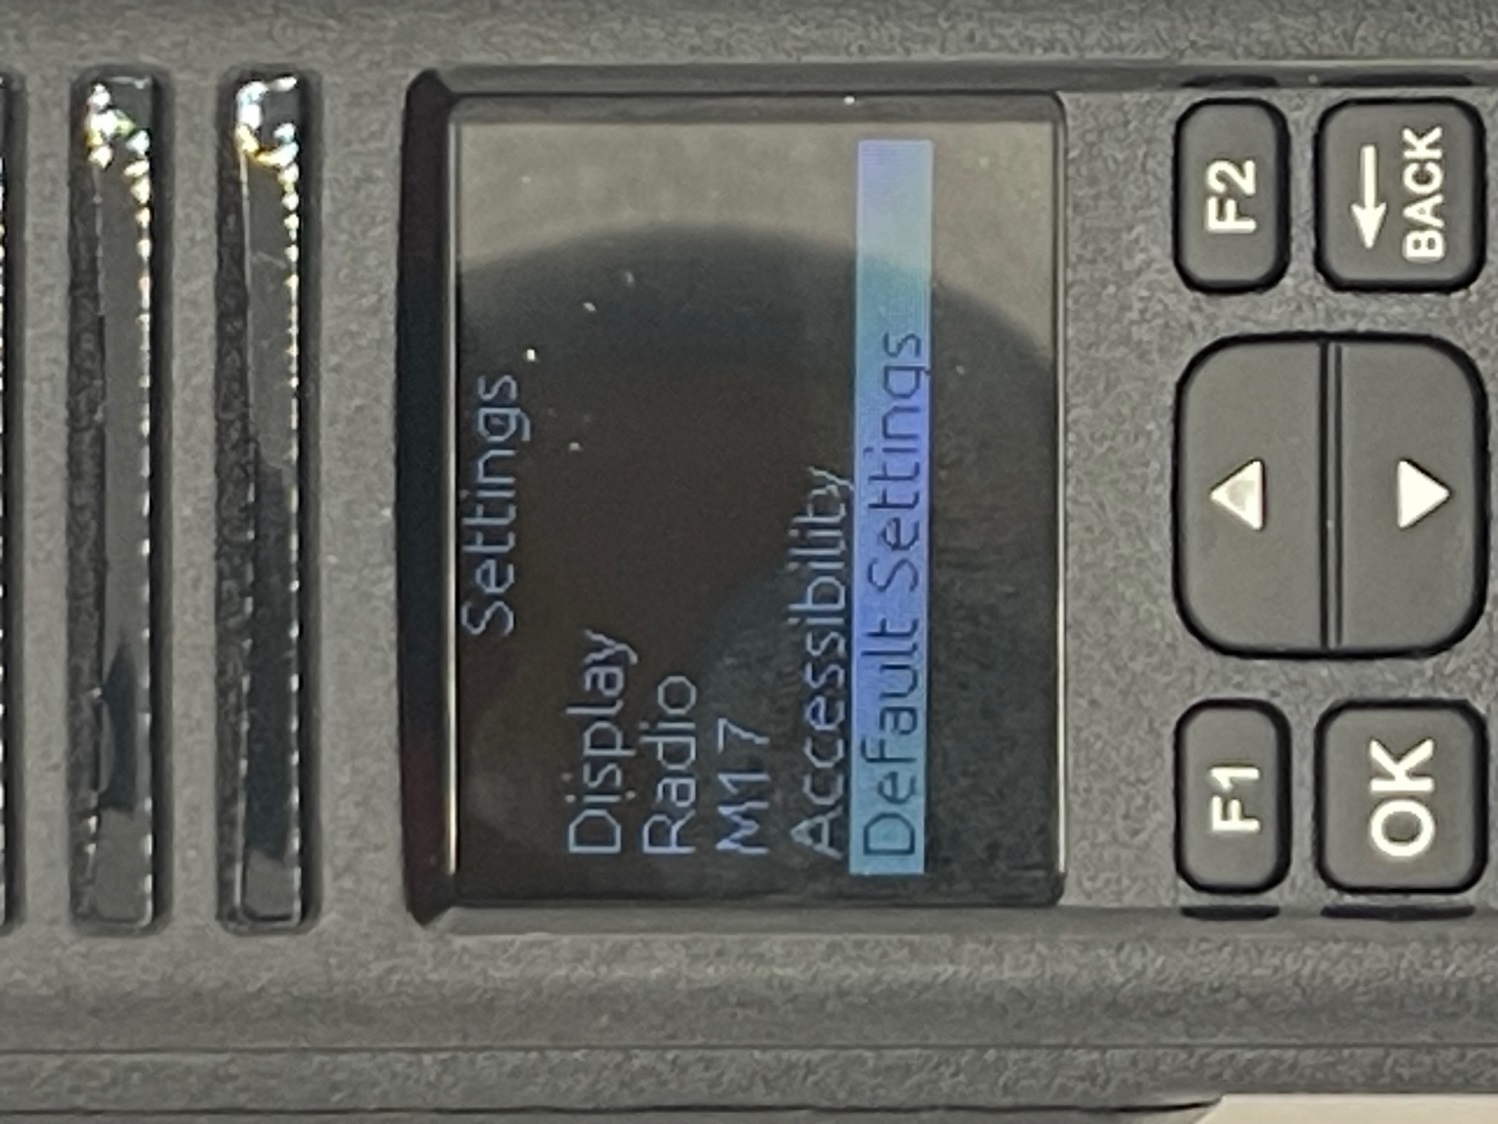 Settings
Display
Radio
M17
Accessibility
Default Settings
F1
F2
OK
BACK